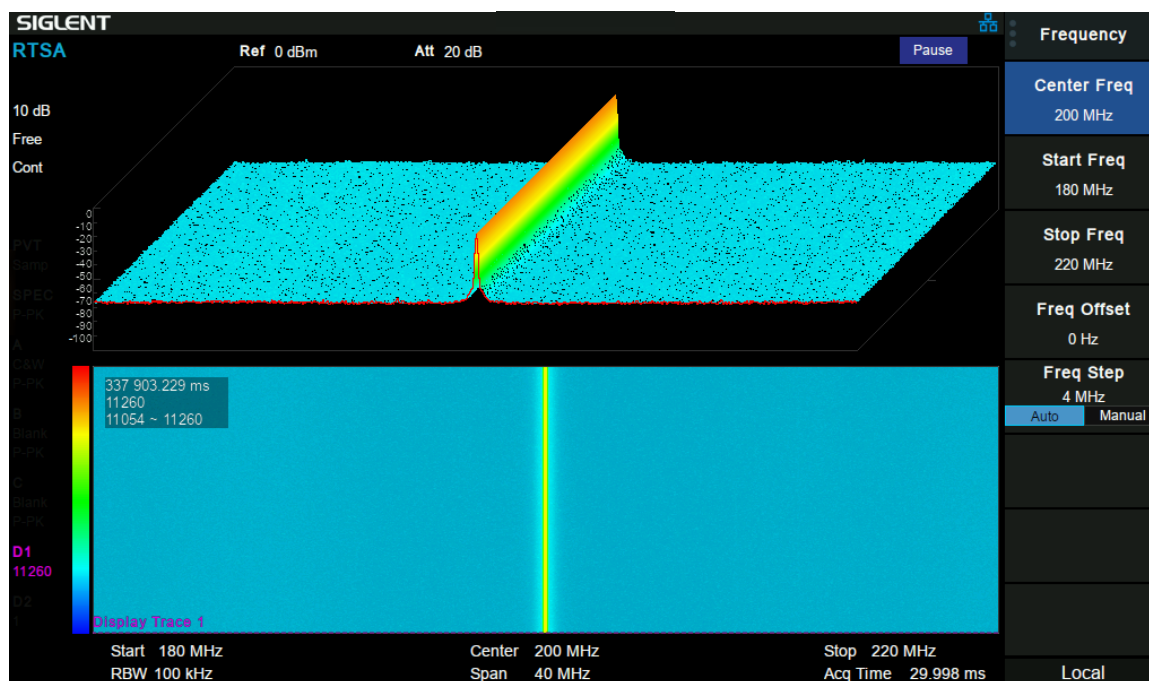 SIGLENT
RTSA
Ref 0 dBm
Att 20 dB
Pause
10 dB
Free
Cont
0
-10
-20
-30
-40
-50
-60
-70
-80
-90
-100
PVT
Samp
SPEC
P-PK
A
C&W
P-PK
B
Blank
P-PK
C
Blank
P-PK
D1
11260
D2
1
337 903.229 ms
11260
11054 ~ 11260
Display Trace 1
Start 180 MHz
Center 200 MHz
Stop 220 MHz
RBW 100 kHz
Span 40 MHz
Acq Time 29.998 ms
Frequency
Center Freq
200 MHz
Start Freq
180 MHz
Stop Freq
220 MHz
Freq Offset
0 Hz
Freq Step
4 MHz
Auto Manual
Local